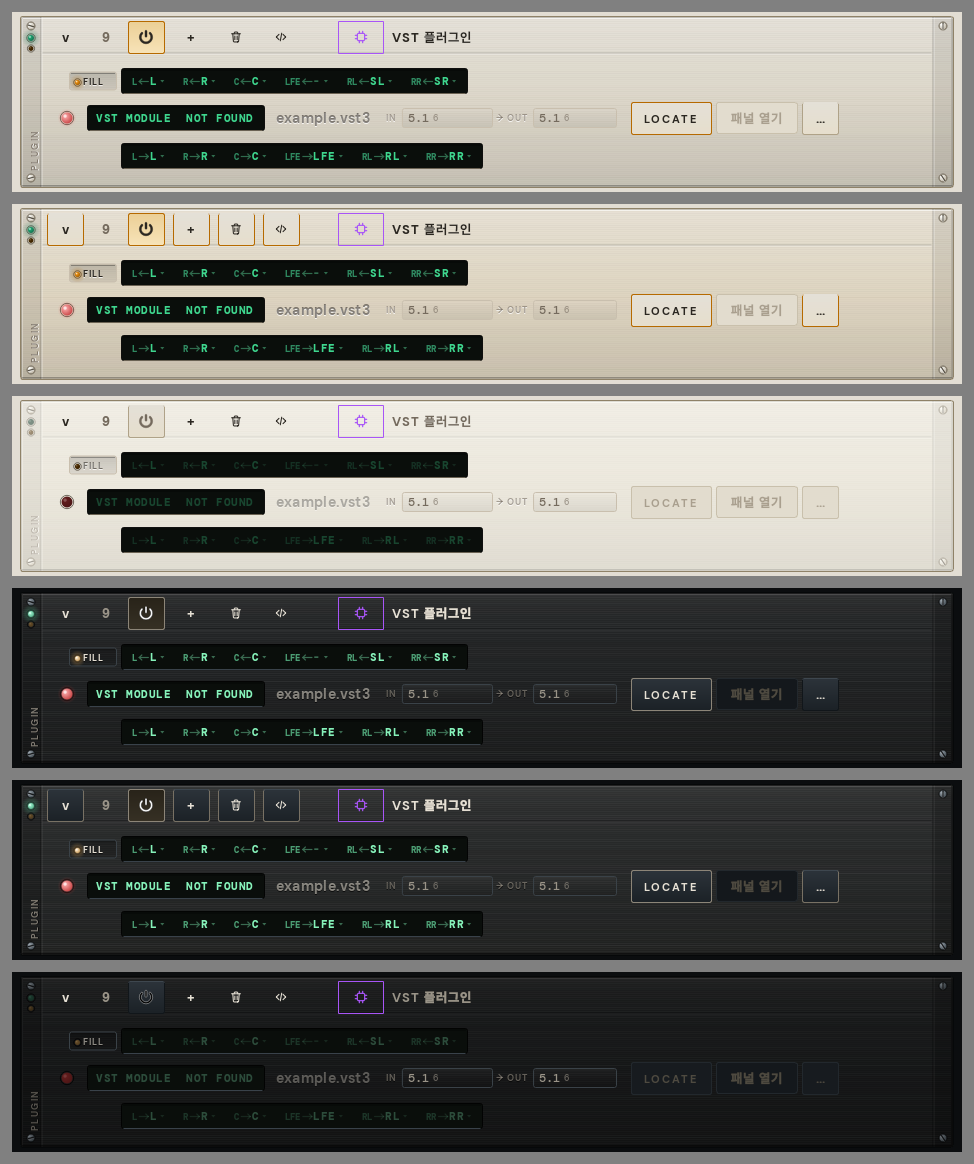 v 9 + </> VST 플러그인
FILL L←L R←R C←C LFE←-- RL←SL RR←SR
VST MODULE NOT FOUND example.vst3 IN 5.1 6 → OUT 5.1 6 LOCATE 패널 열기 ...
L→L R→R C→C LFE→LFE RL→RL RR→RR
PLUGIN
v 9 + </> VST 플러그인
FILL L←L R←R C←C LFE←-- RL←SL RR←SR
VST MODULE NOT FOUND example.vst3 IN 5.1 6 → OUT 5.1 6 LOCATE 패널 열기 ...
L→L R→R C→C LFE→LFE RL→RL RR→RR
PLUGIN
v 9 + </> VST 플러그인
FILL L←L R←R C←C LFE←-- RL←SL RR←SR
VST MODULE NOT FOUND example.vst3 IN 5.1 6 → OUT 5.1 6 LOCATE 패널 열기 ...
L→L R→R C→C LFE→LFE RL→RL RR→RR
PLUGIN
v 9 + </> VST 플러그인
FILL L←L R←R C←C LFE←-- RL←SL RR←SR
VST MODULE NOT FOUND example.vst3 IN 5.1 6 → OUT 5.1 6 LOCATE 패널 열기 ...
L→L R→R C→C LFE→LFE RL→RL RR→RR
PLUGIN
v 9 + </> VST 플러그인
FILL L←L R←R C←C LFE←-- RL←SL RR←SR
VST MODULE NOT FOUND example.vst3 IN 5.1 6 → OUT 5.1 6 LOCATE 패널 열기 ...
L→L R→R C→C LFE→LFE RL→RL RR→RR
PLUGIN
v 9 + </> VST 플러그인
FILL L←L R←R C←C LFE←-- RL←SL RR←SR
VST MODULE NOT FOUND example.vst3 IN 5.1 6 → OUT 5.1 6 LOCATE 패널 열기 ...
L→L R→R C→C LFE→LFE RL→RL RR→RR
PLUGIN